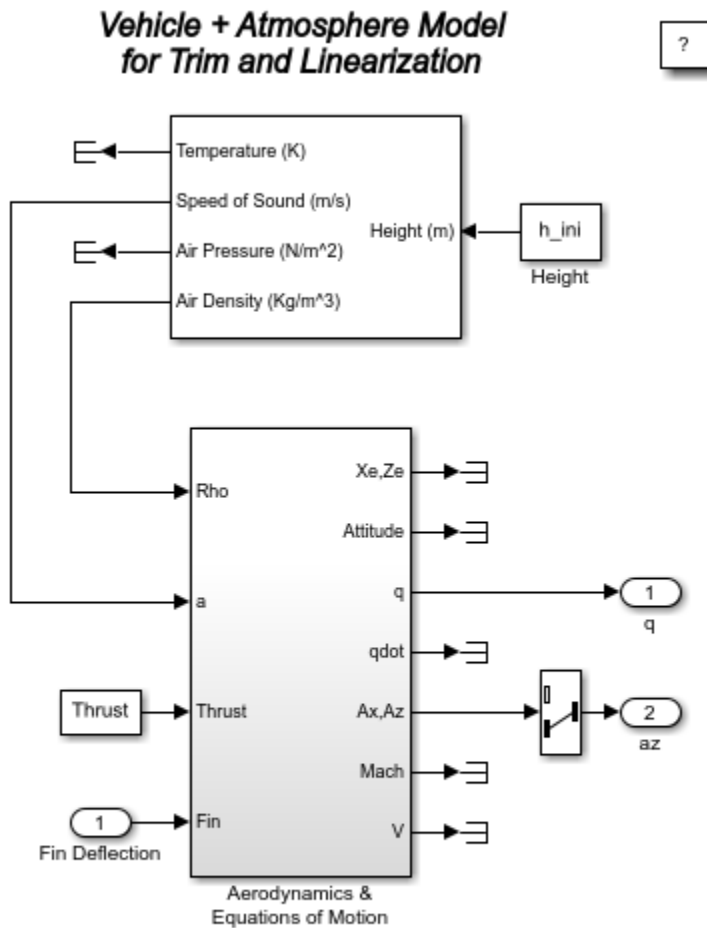 Vehicle + Atmosphere Model
for Trim and Linearization
?
Temperature (K)
Speed of Sound (m/s)
Air Pressure (N/m^2)
Air Density (Kg/m^3)
Height (m)
h_ini
Height
Rho
a
Thrust
Fin
Xe,Ze
Attitude
q
qdot
Ax,Az
Mach
V
Thrust
1
Fin Deflection
1
q
2
az
Aerodynamics &
Equations of Motion